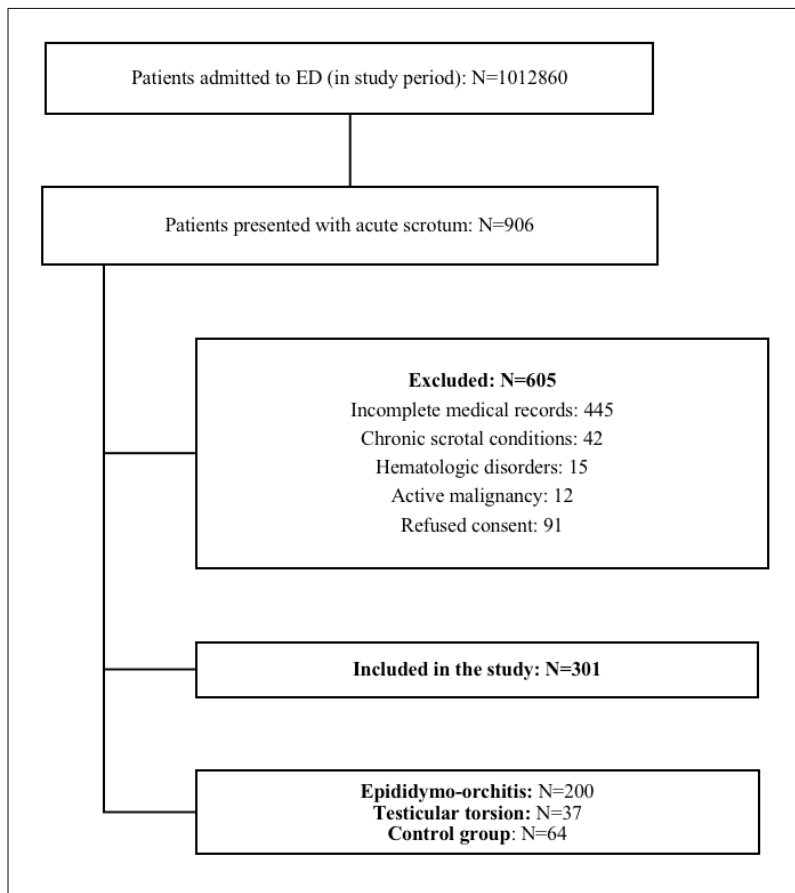 Patients admitted to ED (in study period): N=1012860
Patients presented with acute scrotum: N=906
Excluded: N=605
Incomplete medical records: 445
Chronic scrotal conditions: 42
Hematologic disorders: 15
Active malignancy: 12
Refused consent: 91
Included in the study: N=301
Epididymo-orchitis: N=200
Testicular torsion: N=37
Control group: N=64